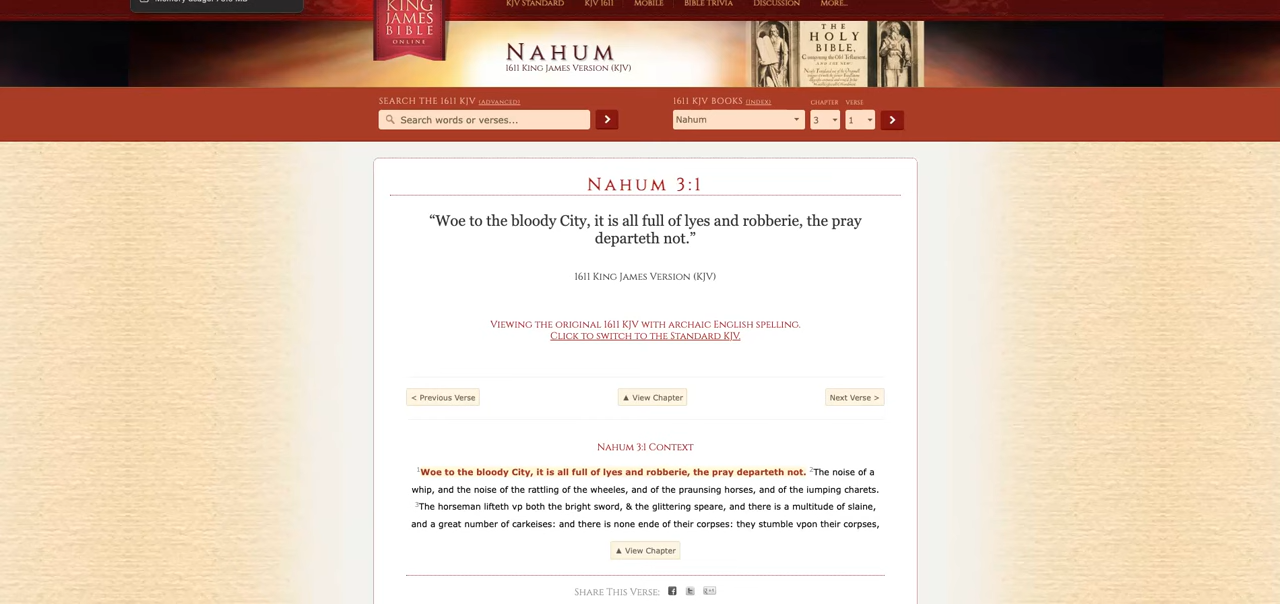 KJV STANDARD KJV 1611 MOBILE BIBLE TRIVIA DISCUSSION MORE...
KING
JAMES
BIBLE
ONLINE
NAHUM
1611 KING JAMES VERSION (KJV)
THE
HOLY
BIBLE,
SEARCH THE 1611 KJV (ADVANCED)
Search words or verses...
1611 KJV BOOKS (INDEX) CHAPTER VERSE
Nahum 3 1
NAHUM 3:1
“Woe to the bloody City, it is all full of lyes and robberie, the pray
departeth not.”
1611 KING JAMES VERSION (KJV)
VIEWING THE ORIGINAL 1611 KJV WITH ARCHAIC ENGLISH SPELLING.
CLICK TO SWITCH TO THE STANDARD KJV.
< Previous Verse ▲ View Chapter Next Verse >
NAHUM 3:1 CONTEXT
1Woe to the bloody City, it is all full of lyes and robberie, the pray departeth not. 2The noise of a
whip, and the noise of the rattling of the wheeles, and of the praunsing horses, and of the iumping charets.
3The horseman lifteth vp both the bright sword, & the glittering speare, and there is a multitude of slaine,
and a great number of carkeises: and there is none ende of their corpses: they stumble vpon their corpses,
▲ View Chapter
SHARE THIS VERSE: